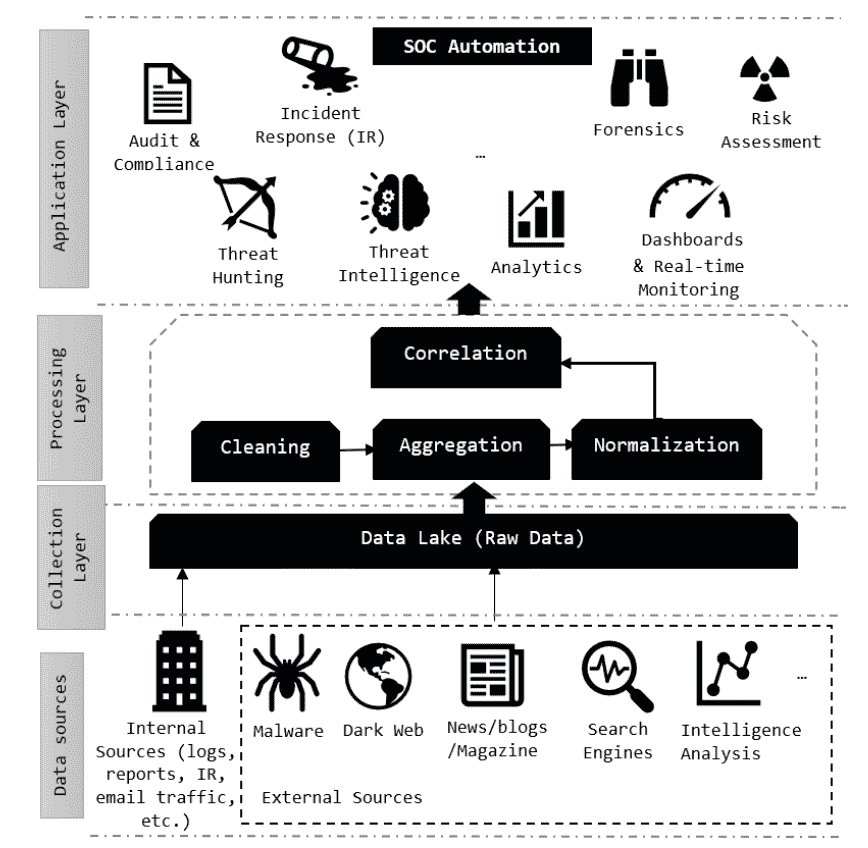 SOC Automation
Application Layer
Audit &
Compliance
Incident
Response (IR)
…
Forensics
Risk
Assessment
Threat
Hunting
Threat
Intelligence
Analytics
Dashboards
& Real-time
Monitoring
Processing
Layer
Correlation
Cleaning
Aggregation
Normalization
Collection
Layer
Data Lake (Raw Data)
Data sources
Internal
Sources (logs,
reports, IR,
email traffic,
etc.)
Malware
Dark Web
News/blogs
/Magazine
Search
Engines
Intelligence
Analysis
…
External Sources